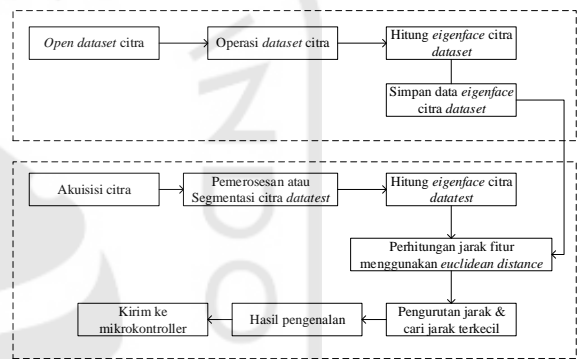 Open dataset citra
Operasi dataset citra
Hitung eigenface citra
dataset
Simpan data eigenface
citra dataset
Akuisisi citra
Pemerosesan atau
Segmentasi citra datatest
Hitung eigenface citra
datatest
Perhitungan jarak fitur
menggunakan euclidean distance
Pengurutan jarak &
cari jarak terkecil
Hasil pengenalan
Kirim ke
mikrokontroller
INDO